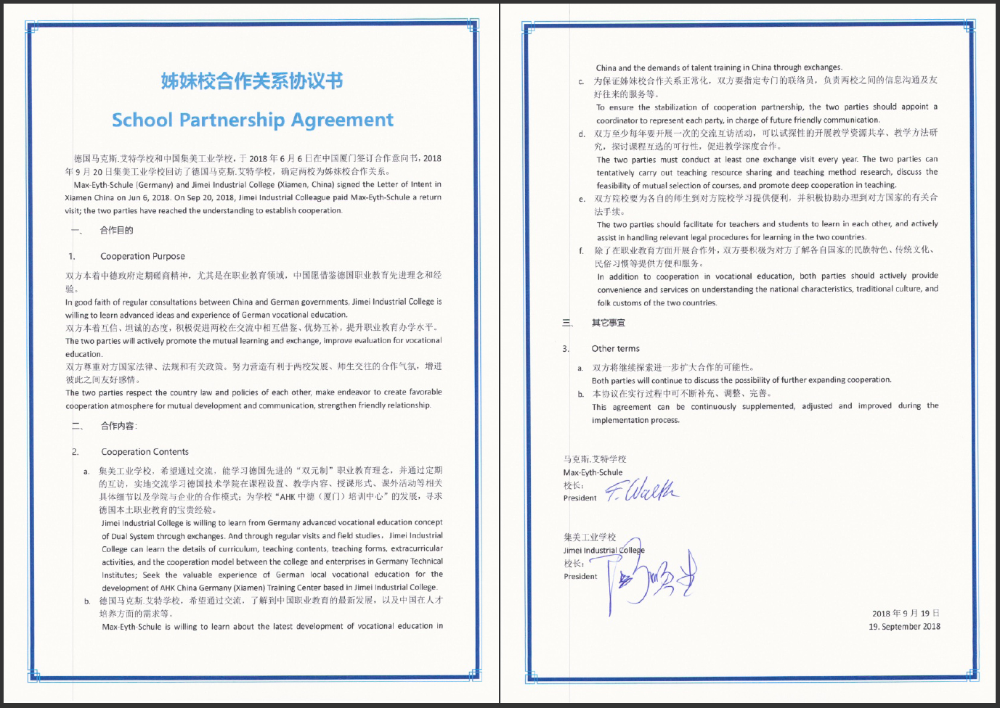 姊妹校合作关系协议书
School Partnership Agreement
德国马克斯.艾特学校和中国集美工业学校，于 2018 年 6 月 6 日在中国厦门签订合作意向书，2018
年 9 月 20 日集美工业学校回访了德国马克斯.艾特学校，确定两校为姊妹校合作关系。
Max-Eyth-Schule (Germany) and Jimei Industrial College (Xiamen, China) signed the Letter of Intent in
Xiamen China on Jun 6, 2018. On Sep 20, 2018, Jimei Industrial Colleague paid Max-Eyth-Schule a return
visit; the two parties have reached the understanding to establish cooperation.
一、 合作目的
1. Cooperation Purpose
双方本着中德政府定期磋商精神，尤其是在职业教育领域，中国愿借鉴德国职业教育先进理念和经
验。
In good faith of regular consultations between China and German governments, Jimei Industrial College is
willing to learn advanced ideas and experience of German vocational education.
双方本着互信、坦诚的态度，积极促进两校在交流中相互借鉴、优势互补，提升职业教育办学水平。
The two parties will actively promote the mutual learning and exchange, improve evaluation for vocational
education.
双方尊重对方国家法律、法规和有关政策。努力营造有利于两校发展、师生交往的合作气氛，增进
彼此之间友好感情。
The two parties respect the country law and policies of each other, make endeavor to create favorable
cooperation atmosphere for mutual development and communication, strengthen friendly relationship.
二、 合作内容：
2. Cooperation Contents
a. 集美工业学校，希望通过交流，能学习德国先进的“双元制”职业教育理念，并通过定期
的互访，实地交流学习德国技术学院在课程设置、教学内容、授课形式、课外活动等相关
具体细节以及学院与企业的合作模式；为学校“AHK 中德（厦门）培训中心”的发展，寻求
德国本土职业教育的宝贵经验。
Jimei Industrial College is willing to learn from Germany advanced vocational education concept
of Dual System through exchanges. And through regular visits and field studies，Jimei Industrial
College can learn the details of curriculum, teaching contents, teaching forms, extracurricular
activities, and the cooperation model between the college and enterprises in Germany Technical
Institutes; Seek the valuable experience of German local vocational education for the
development of AHK China Germany (Xiamen) Training Center based in Jimei Industrial College.
b. 德国马克斯.艾特学校，希望通过交流，了解到中国职业教育的最新发展，以及中国在人才
培养方面的需求等。
Max-Eyth-Schule is willing to learn about the latest development of vocational education in
China and the demands of talent training in China through exchanges.
c. 为保证姊妹校合作关系正常化，双方要指定专门的联络员，负责两校之间的信息沟通及友
好往来的服务等。
To ensure the stabilization of cooperation partnership, the two parties should appoint a
coordinator to represent each party, in charge of future friendly communication.
d. 双方至少每年要开展一次的交流互访活动，可以试探性的开展教学资源共享、教学方法研
究，探讨课程互选的可行性，促进教学深度合作。
The two parties must conduct at least one exchange visit every year. The two parties can
tentatively carry out teaching resource sharing and teaching method research, discuss the
feasibility of mutual selection of courses, and promote deep cooperation in teaching.
e. 双方院校要为各自的师生到对方院校学习提供便利，并积极协助办理到对方国家的有关合
法手续。
The two parties should facilitate for teachers and students to learn in each other, and actively
assist in handling relevant legal procedures for learning in the two countries.
f. 除了在职业教育方面开展合作外，双方要积极为对方了解各自国家的民族特色、传统文化、
民俗习惯等提供方便和服务。
In addition to cooperation in vocational education, both parties should actively provide
convenience and services on understanding the national characteristics, traditional culture, and
folk customs of the two countries.
三、 其它事宜
3. Other terms
a. 双方将继续探索进一步扩大合作的可能性。
Both parties will continue to discuss the possibility of further expanding cooperation.
b. 本协议在实行过程中可不断补充、调整、完善。
This agreement can be continuously supplemented, adjusted and improved during the
implementation process.
马克斯.艾特学校
Max-Eyth-Schule
校长：
President
集美工业学校
Jimei Industrial College
校长：
President
2018 年 9 月 19 日
19. September 2018